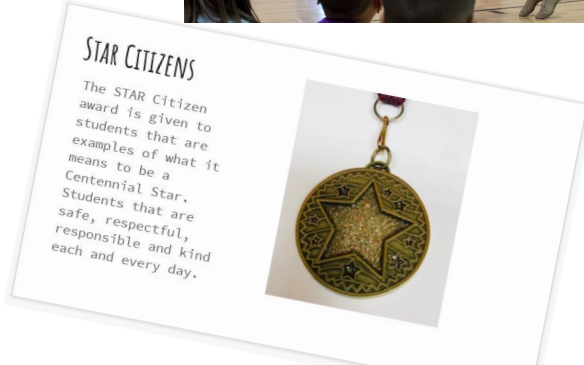 Star Citizens
The STAR Citizen
award is given to
students that are
examples of what it
means to be a
Centennial Star.
Students that are
safe, respectful,
responsible and kind
each and every day.